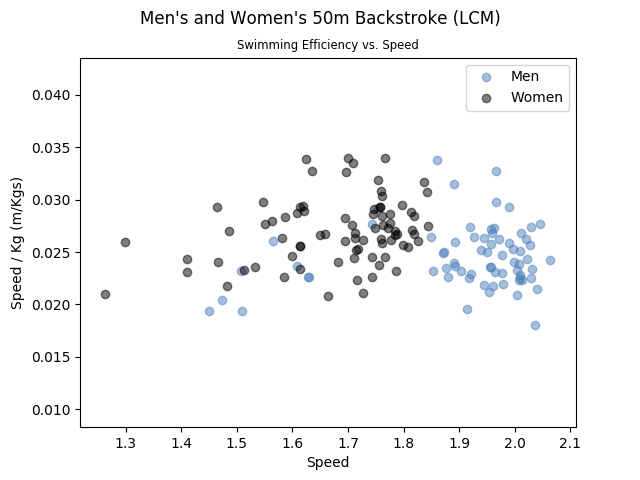 Men's and Women's 50m Backstroke (LCM)
Swimming Efficiency vs. Speed
Men
Women
Speed / Kg (m/Kgs)
0.040
0.035
0.030
0.025
0.020
0.015
0.010
1.3 1.4 1.5 1.6 1.7 1.8 1.9 2.0 2.1
Speed